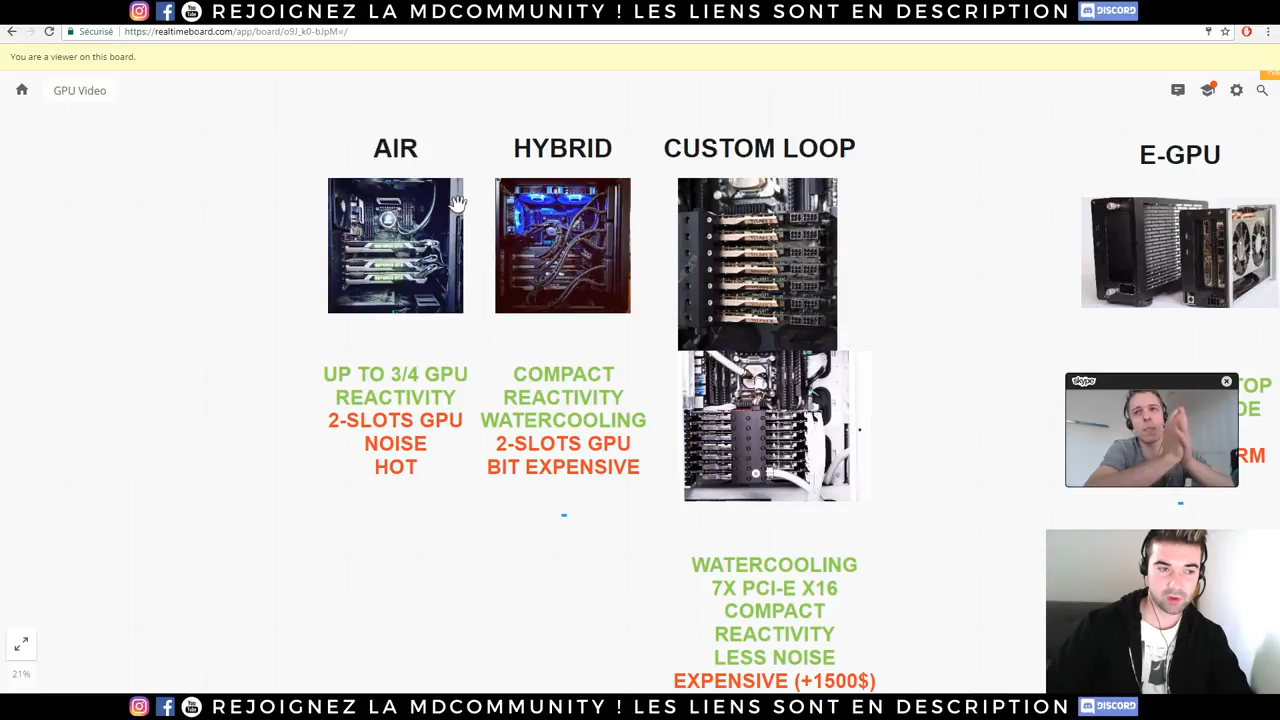 REJOIGNEZ LA MDCOMMUNITY ! LES LIENS SONT EN DESCRIPTION
DISCORD
Sécurisé
https://realtimeboard.com/app/board/o9J_k0-bJpM=/
You are a viewer on this board.
GPU Video
AIR
HYBRID
CUSTOM LOOP
E-GPU
UP TO 3/4 GPU
REACTIVITY
2-SLOTS GPU
NOISE
HOT
COMPACT
REACTIVITY
WATERCOOLING
2-SLOTS GPU
BIT EXPENSIVE
-
WATERCOOLING
7X PCI-E X16
COMPACT
REACTIVITY
LESS NOISE
EXPENSIVE (+1500$)
skype
TOP
DE
RM
-
21%
REJOIGNEZ LA MDCOMMUNITY ! LES LIENS SONT EN DESCRIPTION
DISCORD